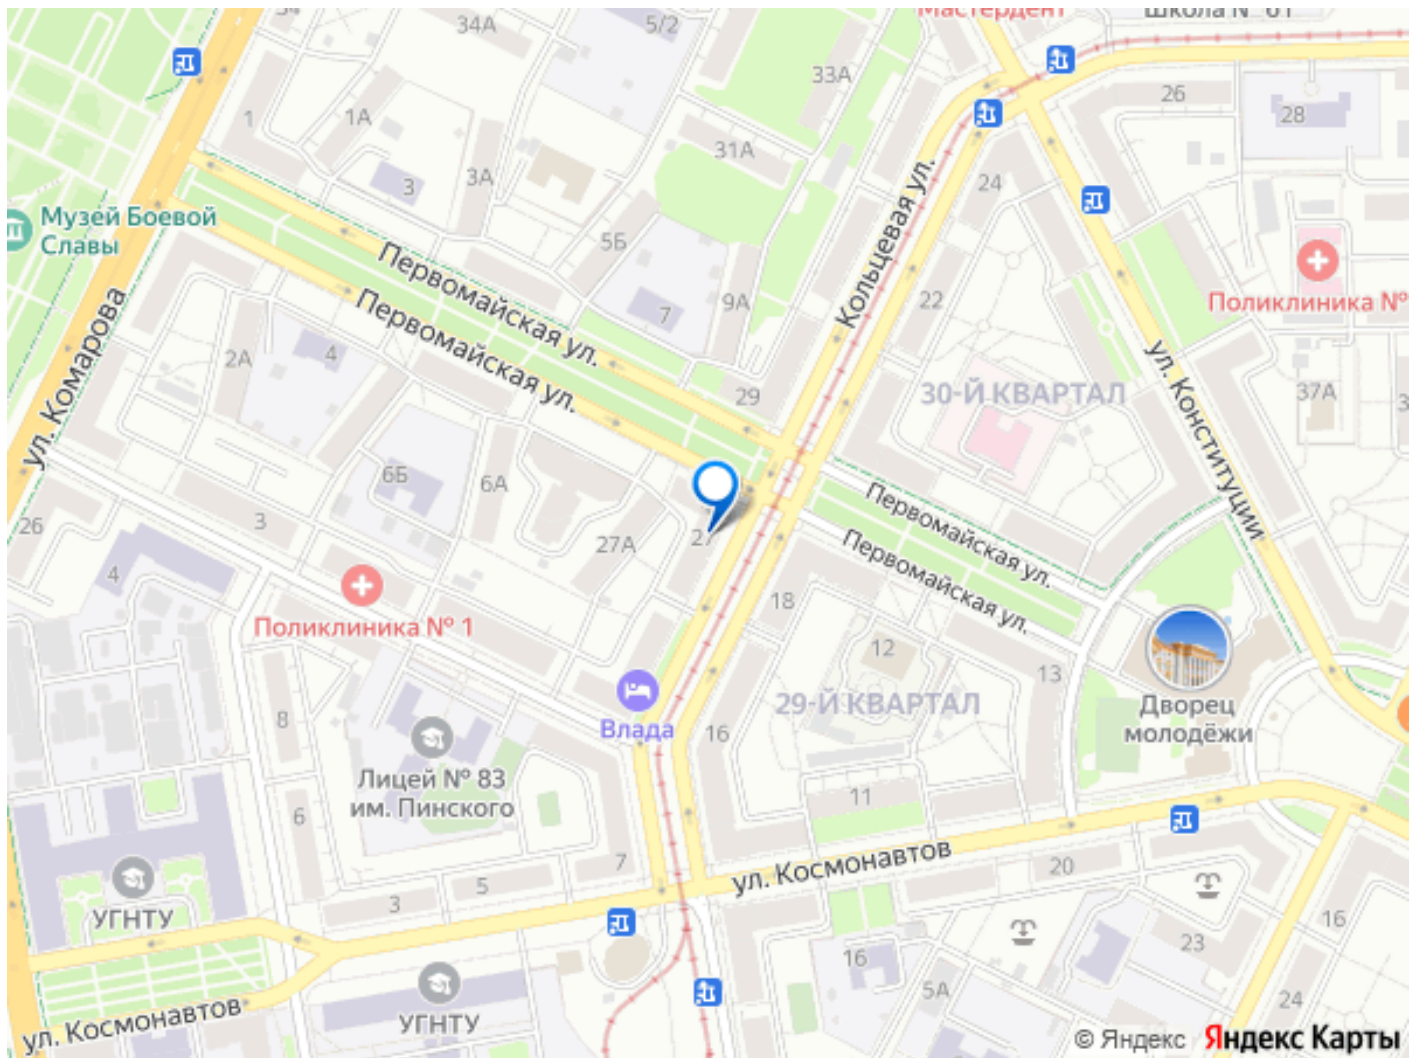 34
34А
5/2
Мастердент
Школа № 61
33А
26
28
1
1А
3А
3
31А
24
Музей Боевой
Славы
5Б
7
9А
22
Кольцевая ул.
Первомайская ул.
Первомайская ул.
Поликлиника №
ул. Комарова
2А
4
29
30-Й КВАРТАЛ
ул. Конституции
37А
3
6Б
6А
26
3
27А
27
Первомайская ул.
Первомайская ул.
4
Поликлиника № 1
18
12
13
8
Влада
16
29-Й КВАРТАЛ
Дворец
молодёжи
Лицей № 83
им. Пинского
6
11
7
5
3
ул. Космонавтов
20
УГНТУ
16
23
16
5А
24
УГНТУ
ул. Космонавтов
© Яндекс Яндекс Карты